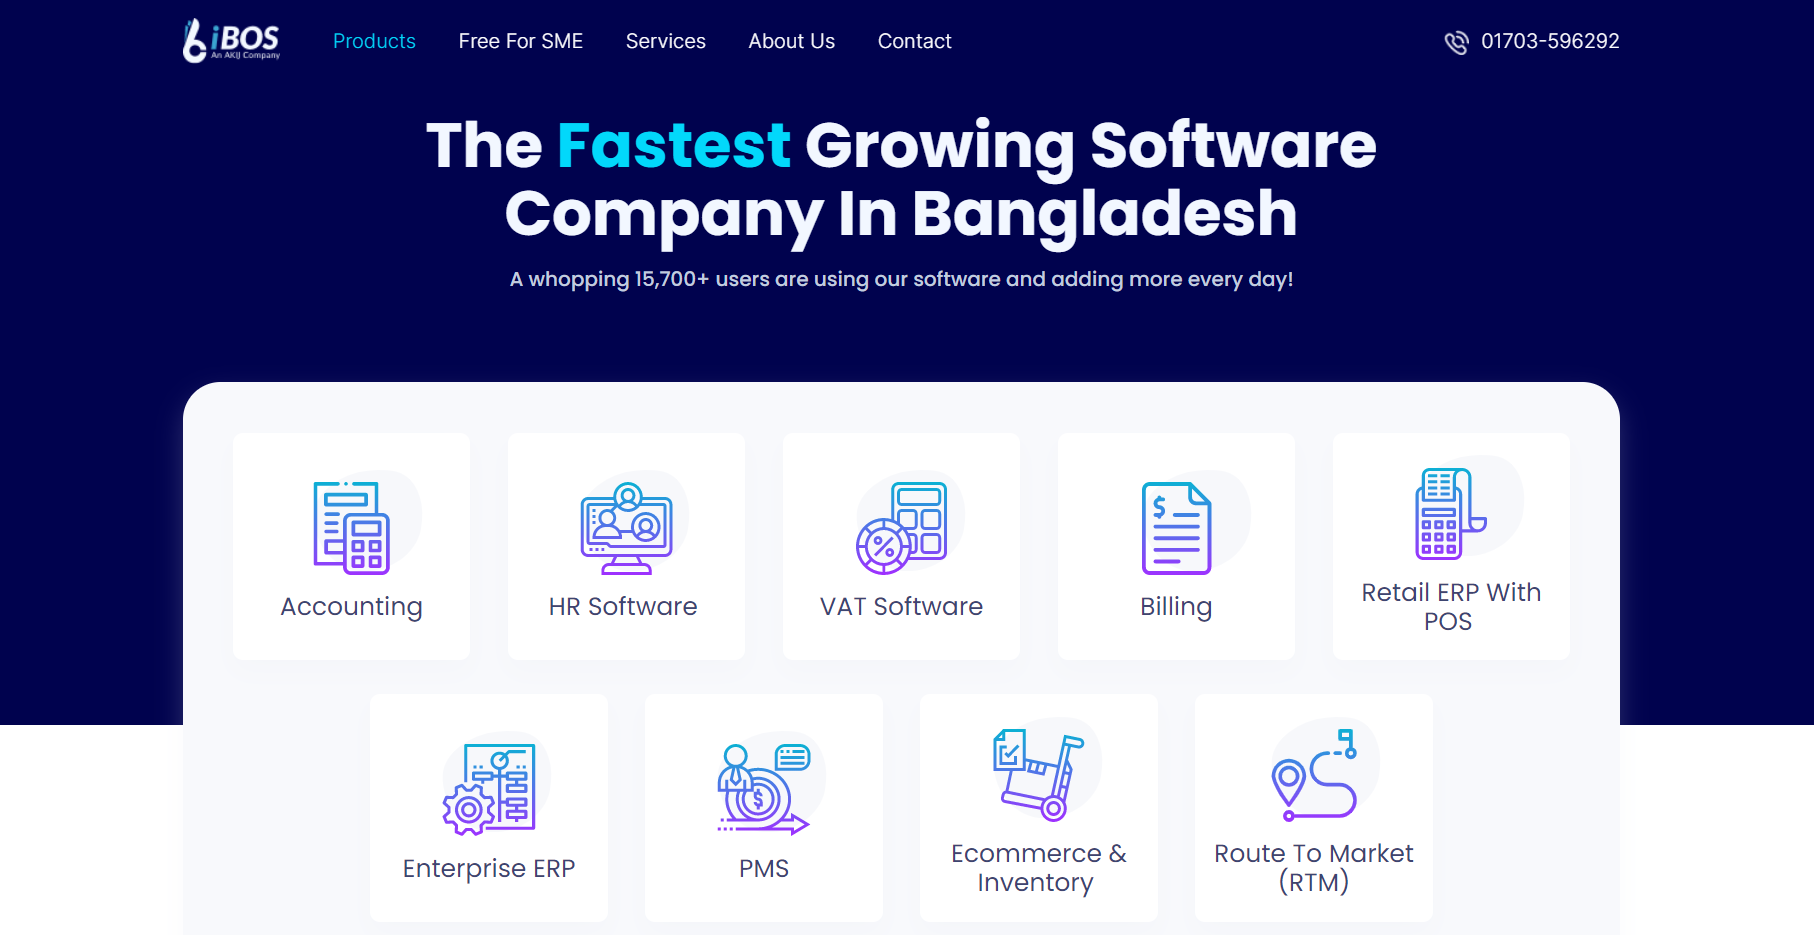 iBOS
An AKIJ Company
Products
Free For SME
Services
About Us
Contact
01703-596292
The Fastest Growing Software
Company In Bangladesh
A whopping 15,700+ users are using our software and adding more every day!
Accounting
HR Software
VAT Software
Billing
Retail ERP With
POS
Enterprise ERP
PMS
Ecommerce &
Inventory
Route To Market
(RTM)